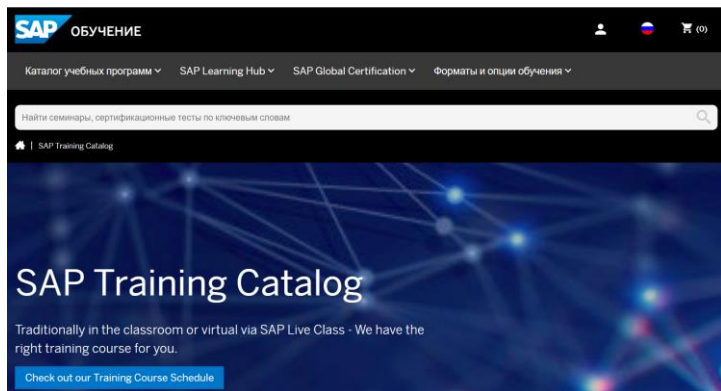 SAP ОБУЧЕНИЕ
(0)
Каталог учебных программ SAP Learning Hub SAP Global Certification Форматы и опции обучения
Найти семинары, сертификационные тесты по ключевым словам
| SAP Training Catalog
SAP Training Catalog
Traditionally in the classroom or virtual via SAP Live Class - We have the
right training course for you.
Check out our Training Course Schedule